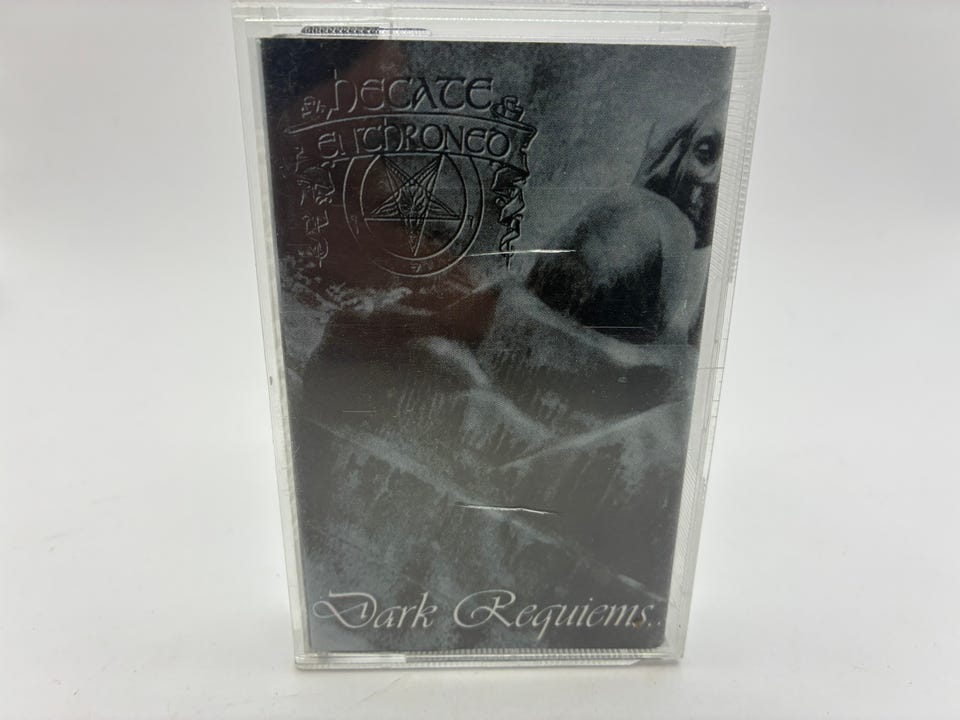 HECATE
ENTHRONED
Dark Requiems..